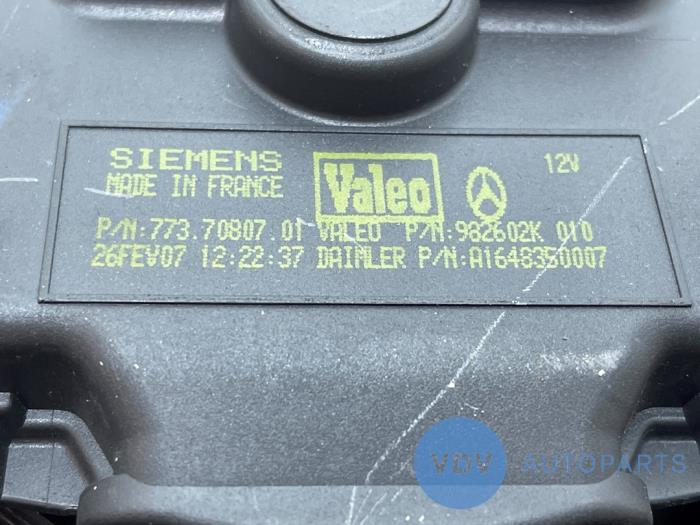 SIEMENS Valeo 12V
MADE IN FRANCE
P/N:773.70807.01 VALEO P/N:982602K 010
26FEV07 12:22:37 DAIMLER P/N:A1648350007
VDV AUTOPARTS